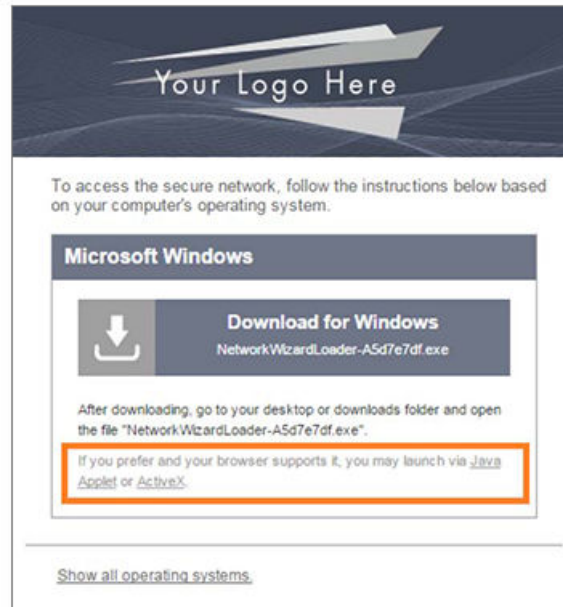 Your Logo Here
To access the secure network, follow the instructions below based
on your computer's operating system.
Microsoft Windows
Download for Windows
NetworkWizardLoader-A5d7e7df.exe
After downloading, go to your desktop or downloads folder and open
the file "NetworkWizardLoader-A5d7e7df.exe".
If you prefer and your browser supports it, you may launch via Java
Applet or ActiveX.
Show all operating systems.